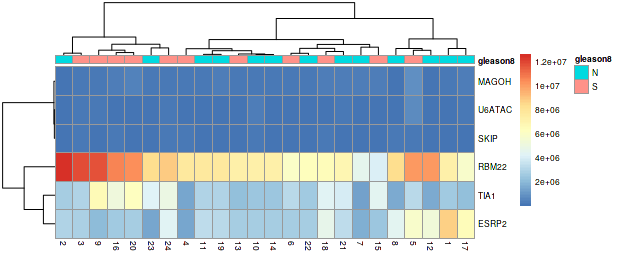 gleason8
MAGOH
U6ATAC
SKIP
RBM22
TIA1
ESRP2
2 3 9 16 20 23 24 4 11 19 13 10 14 6 22 18 21 7 15 8 5 12 1 17
1.2e+07
1e+07
8e+06
6e+06
4e+06
2e+06
gleason8
N
S